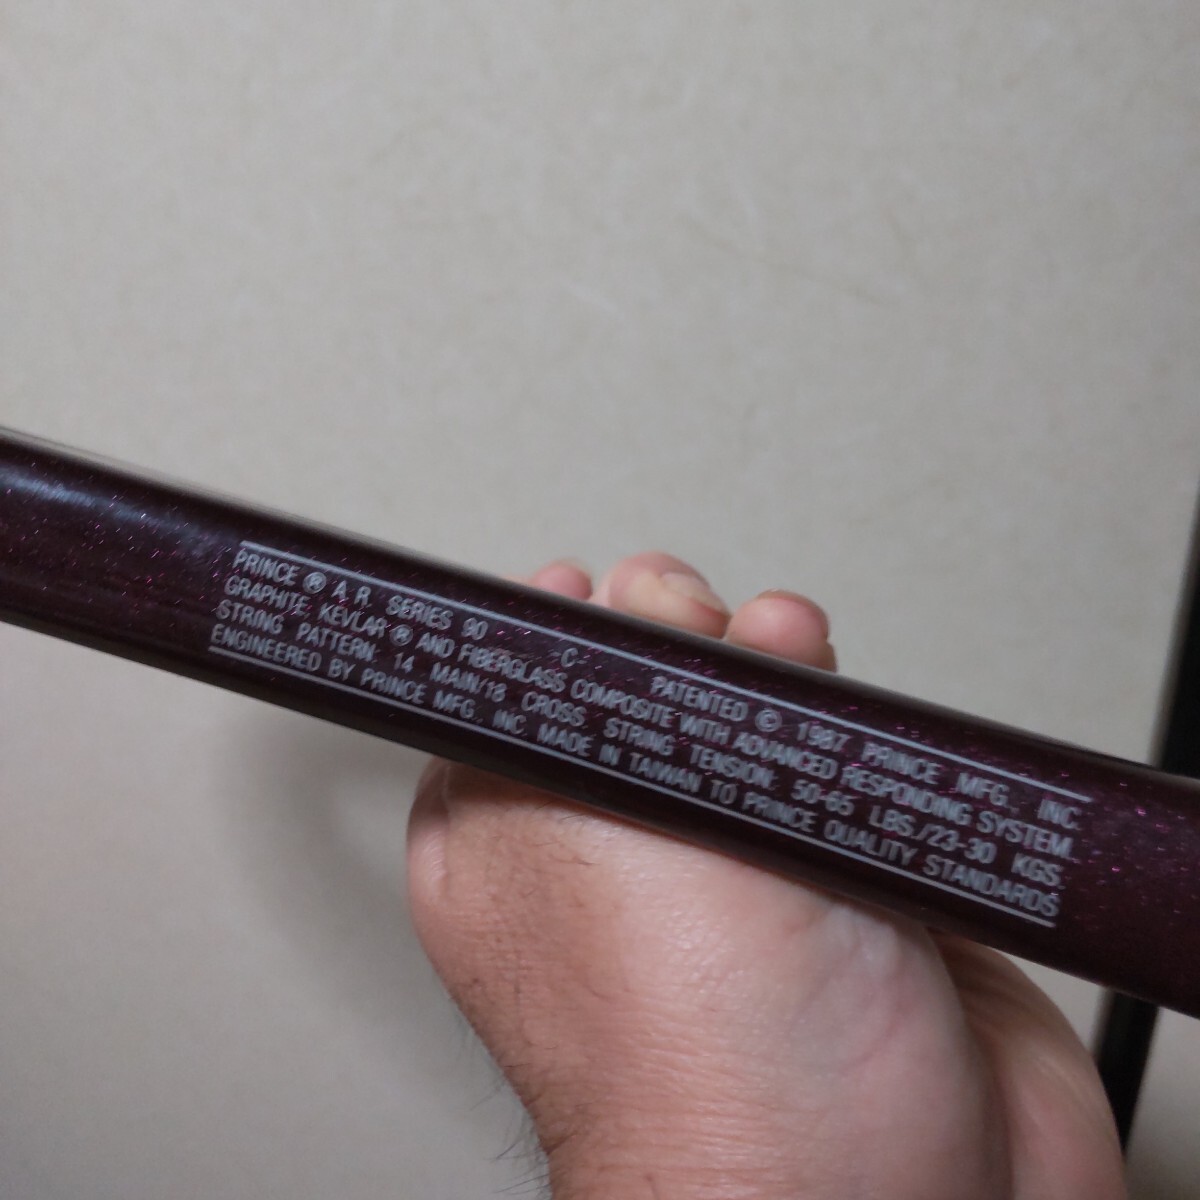 PRINCE ® A.R. SERIES 90 -C- PATENTED © 1987 PRINCE MFG., INC.
GRAPHITE, KEVLAR ® AND FIBERGLASS COMPOSITE WITH ADVANCED RESPONDING SYSTEM.
STRING PATTERN. 14 MAIN/18 CROSS. STRING TENSION: 50-65 LBS./23-30 KGS.
ENGINEERED BY PRINCE MFG., INC. MADE IN TAIWAN TO PRINCE QUALITY STANDARDS